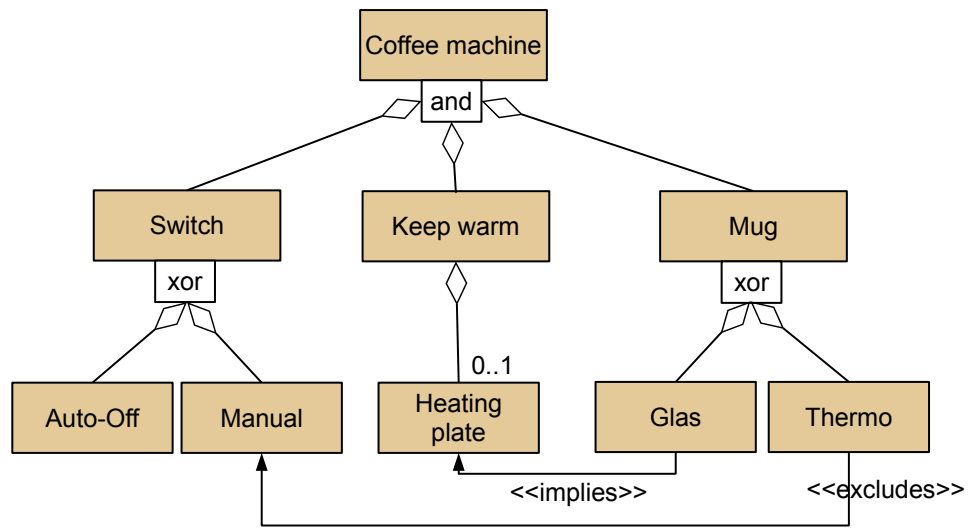 Coffee machine
and
Switch
Keep warm
Mug
xor
xor
0..1
Auto-Off
Manual
Heating
plate
Glas
Thermo
<<implies>>
<<excludes>>